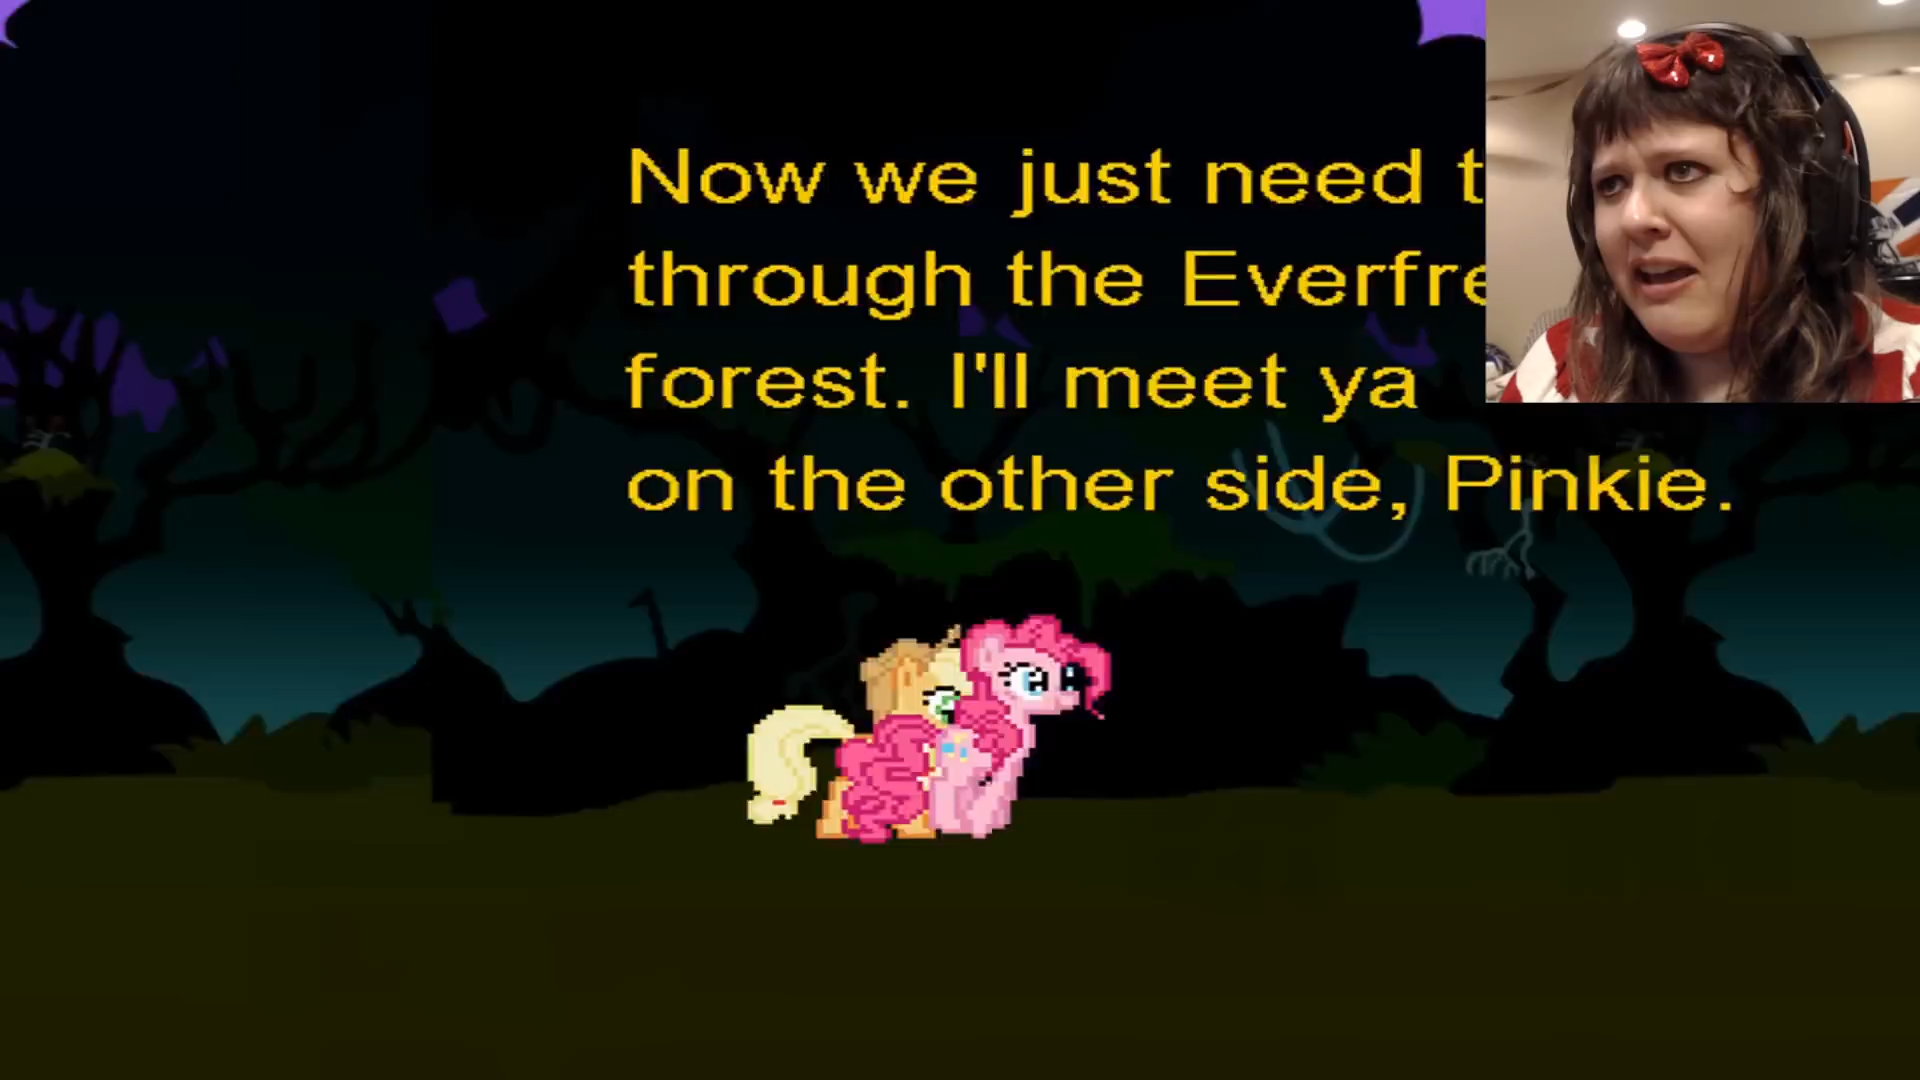 Now we just need t
through the Everfre
forest. I'll meet ya
on the other side, Pinkie.